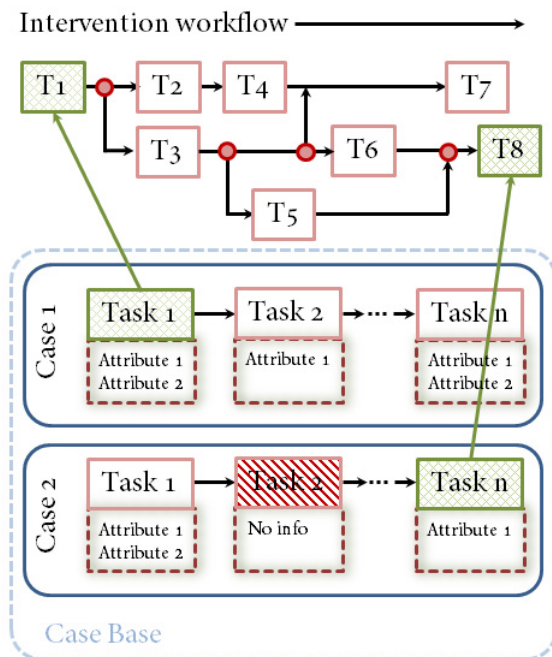 Intervention workflow
T1
T2
T4
T7
T3
T6
T8
T5
Case 1
Task 1
Task 2
...
Task n
Attribute 1
Attribute 2
Attribute 1
Attribute 1
Attribute 2
Case 2
Task 1
Task 2
...
Task n
Attribute 1
Attribute 2
No info
Attribute 1
Case Base